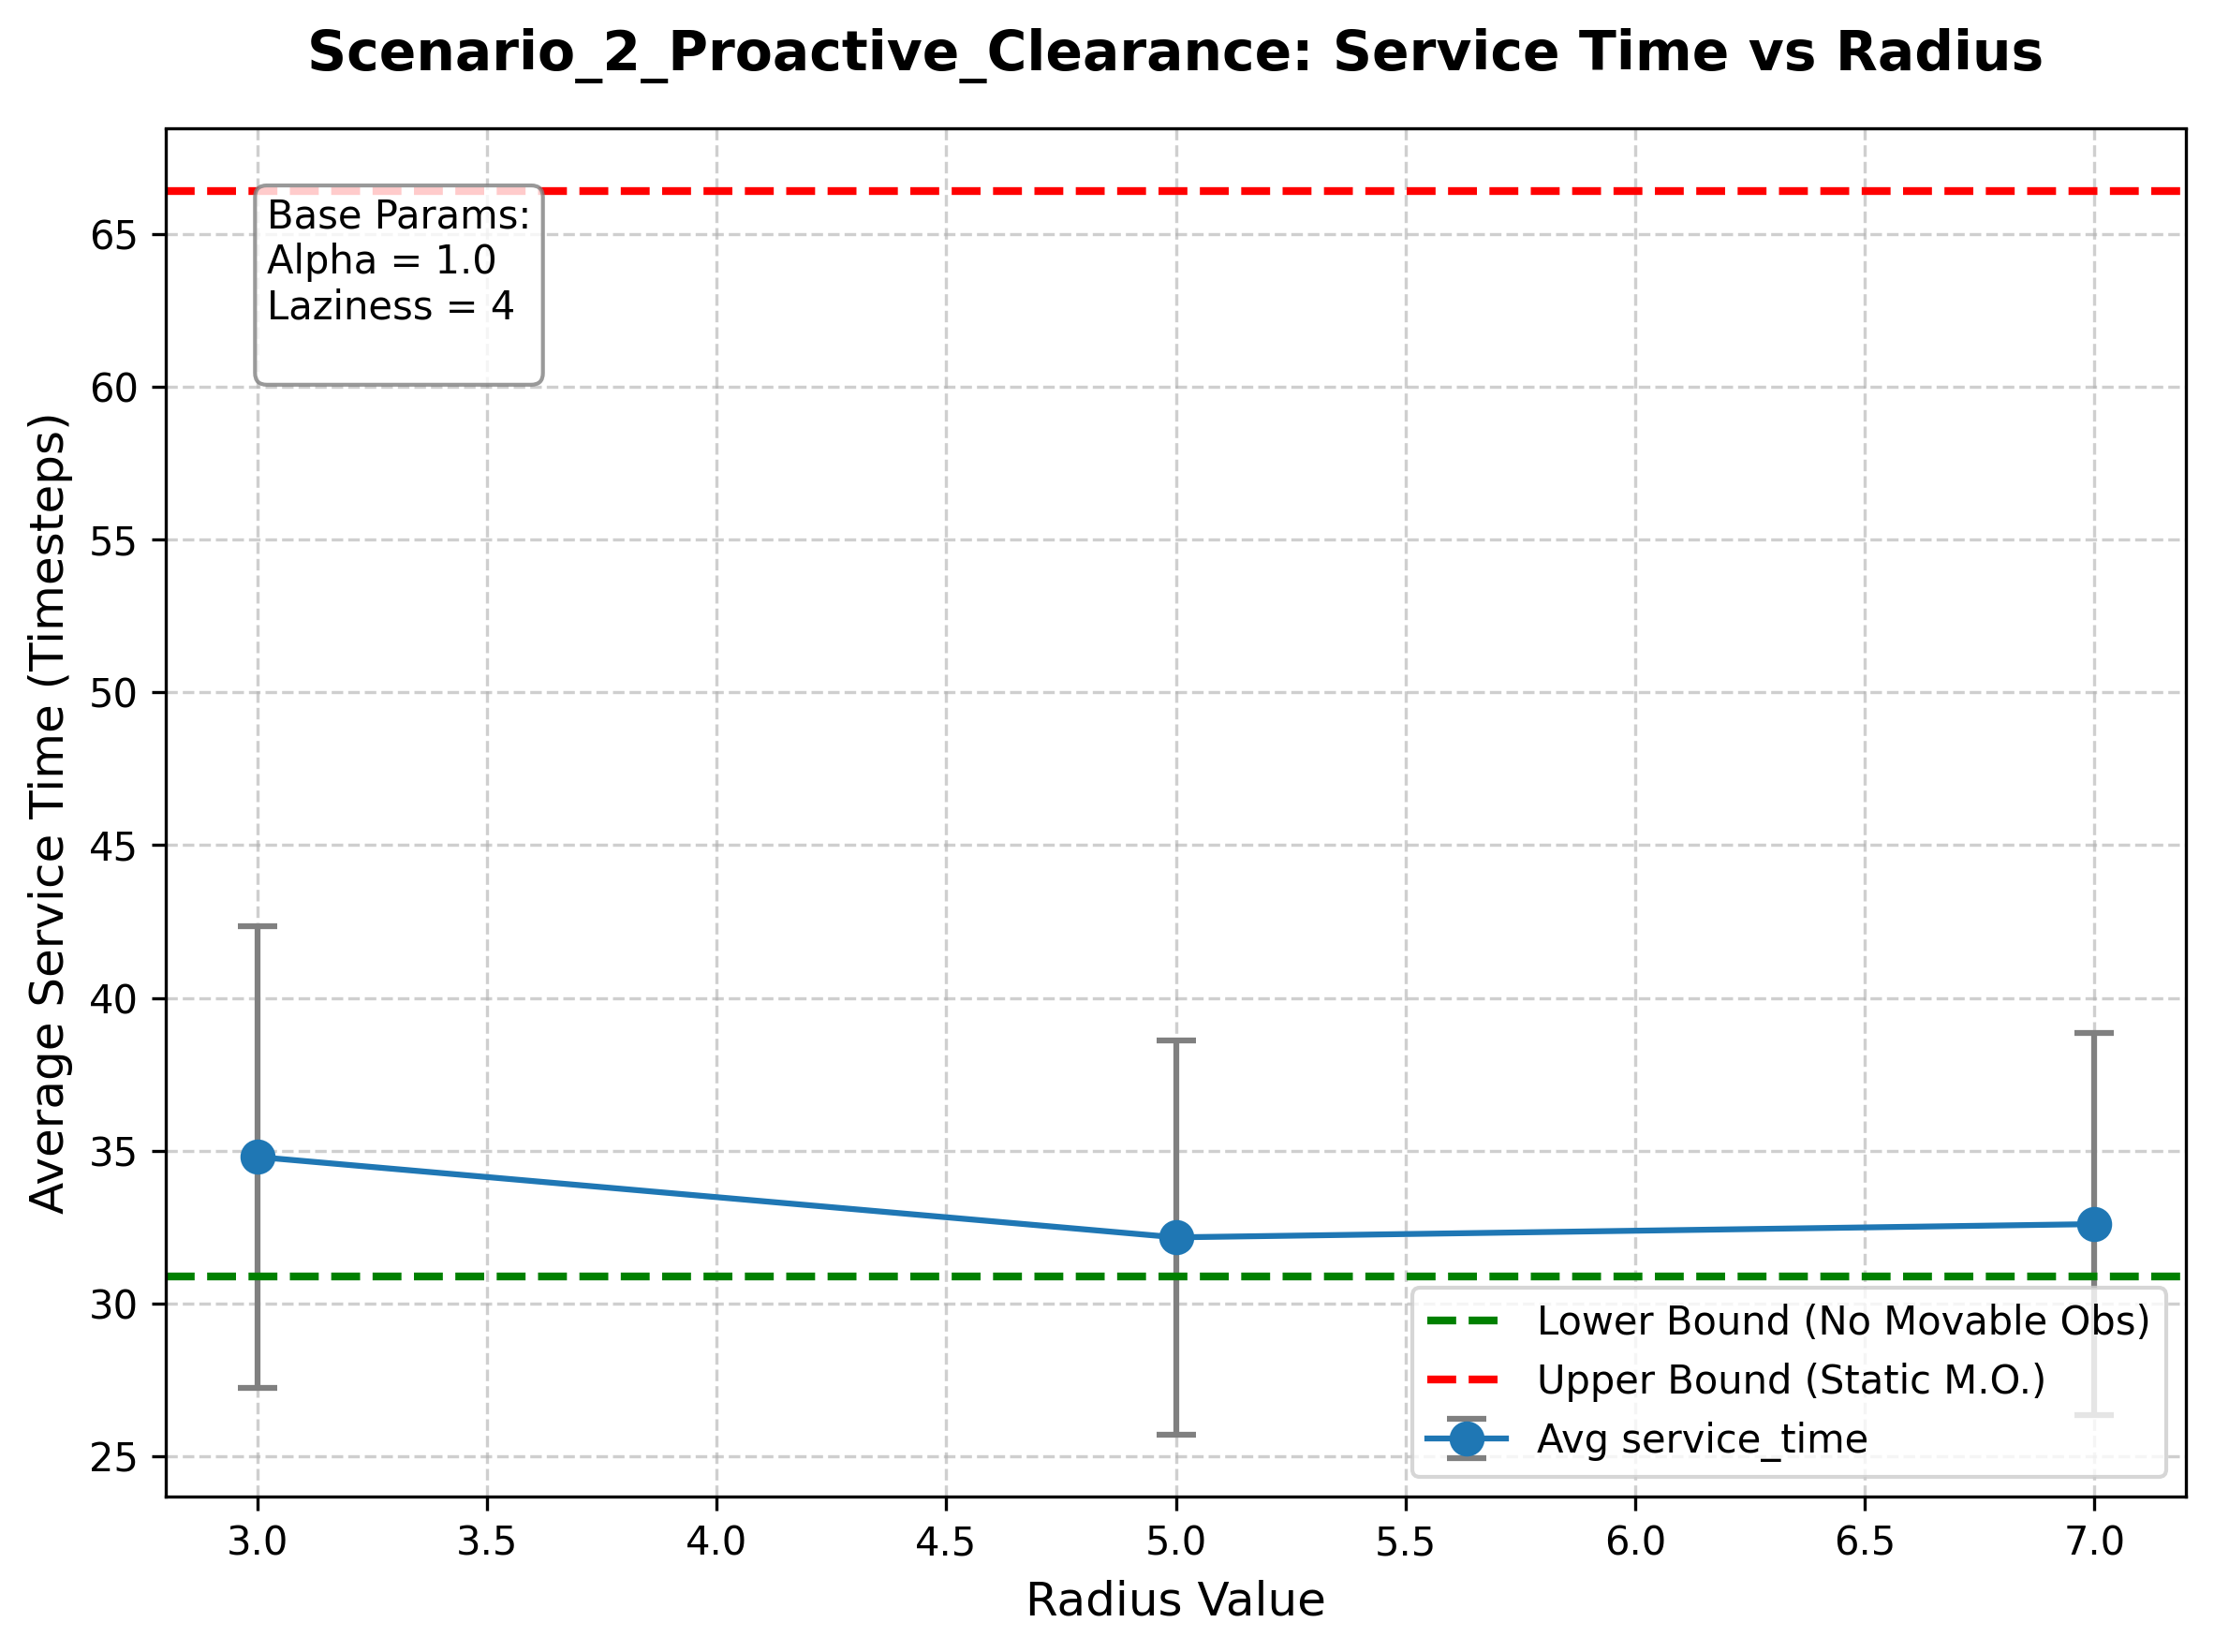 Scenario_2_Proactive_Clearance: Service Time vs Radius
Average Service Time (Timesteps)
65
60
55
50
45
40
35
30
25
Base Params:
Alpha = 1.0
Laziness = 4
Lower Bound (No Movable Obs)
Upper Bound (Static M.O.)
Avg service_time
3.0 3.5 4.0 4.5 5.0 5.5 6.0 6.5 7.0
Radius Value